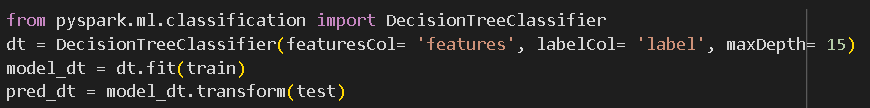 from pyspark.ml.classification import DecisionTreeClassifier
dt = DecisionTreeClassifier(featuresCol= 'features', labelCol= 'label', maxDepth= 15)
model_dt = dt.fit(train)
pred_dt = model_dt.transform(test)